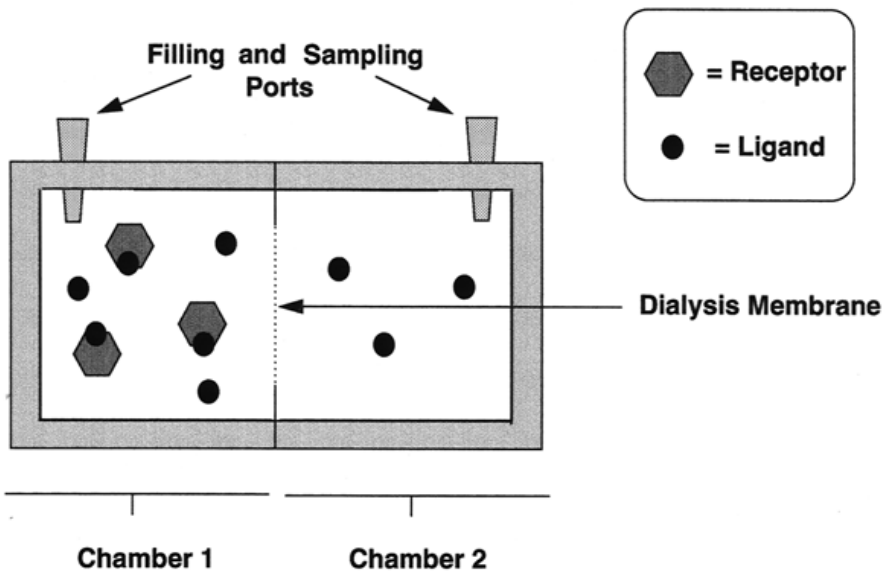 Filling and Sampling
Ports
= Receptor
= Ligand
Dialysis Membrane
Chamber 1
Chamber 2